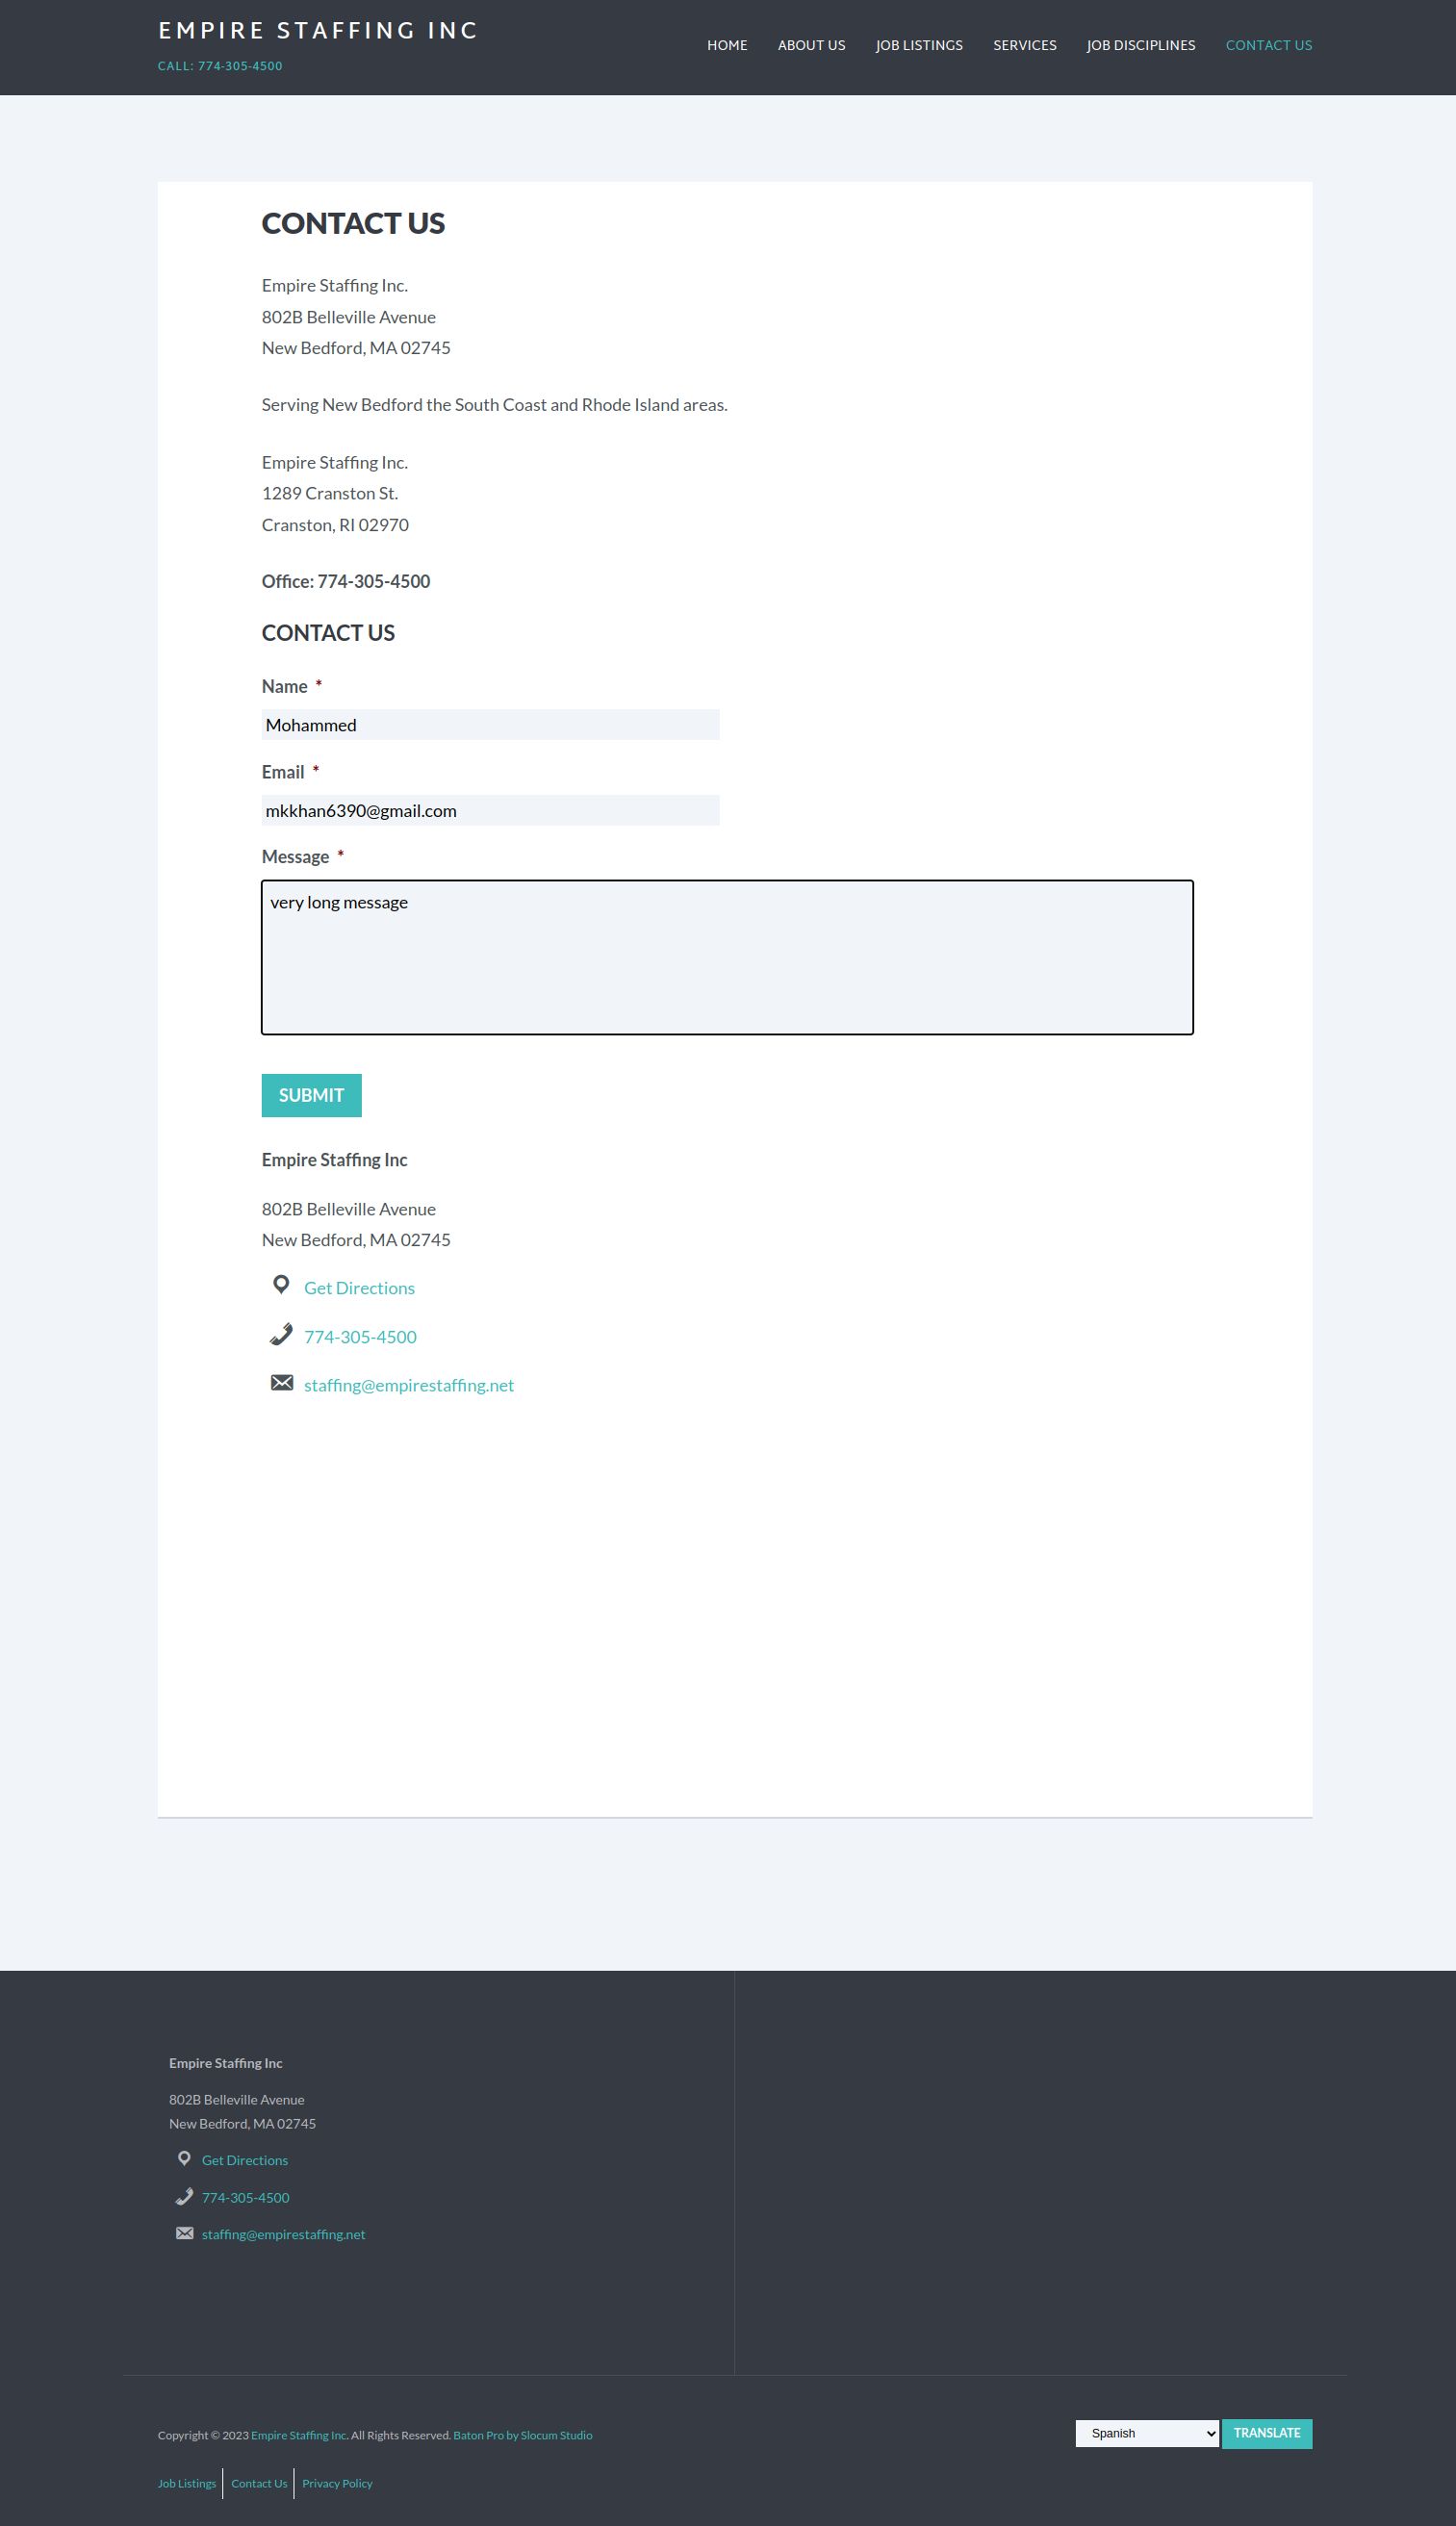 EMPIRE STAFFING INC
CALL: 774-305-4500
HOME ABOUT US JOB LISTINGS SERVICES JOB DISCIPLINES CONTACT US
CONTACT US
Empire Staffing Inc.
802B Belleville Avenue
New Bedford, MA 02745
Serving New Bedford the South Coast and Rhode Island areas.
Empire Staffing Inc.
1289 Cranston St.
Cranston, RI 02970
Office: 774-305-4500
CONTACT US
Name *
Mohammed
Email *
mkkhan6390@gmail.com
Message *
very long message
SUBMIT
Empire Staffing Inc
802B Belleville Avenue
New Bedford, MA 02745
Get Directions
774-305-4500
staffing@empirestaffing.net
Empire Staffing Inc
802B Belleville Avenue
New Bedford, MA 02745
Get Directions
774-305-4500
staffing@empirestaffing.net
Copyright © 2023 Empire Staffing Inc. All Rights Reserved. Baton Pro by Slocum Studio
Spanish TRANSLATE
Job Listings Contact Us Privacy Policy